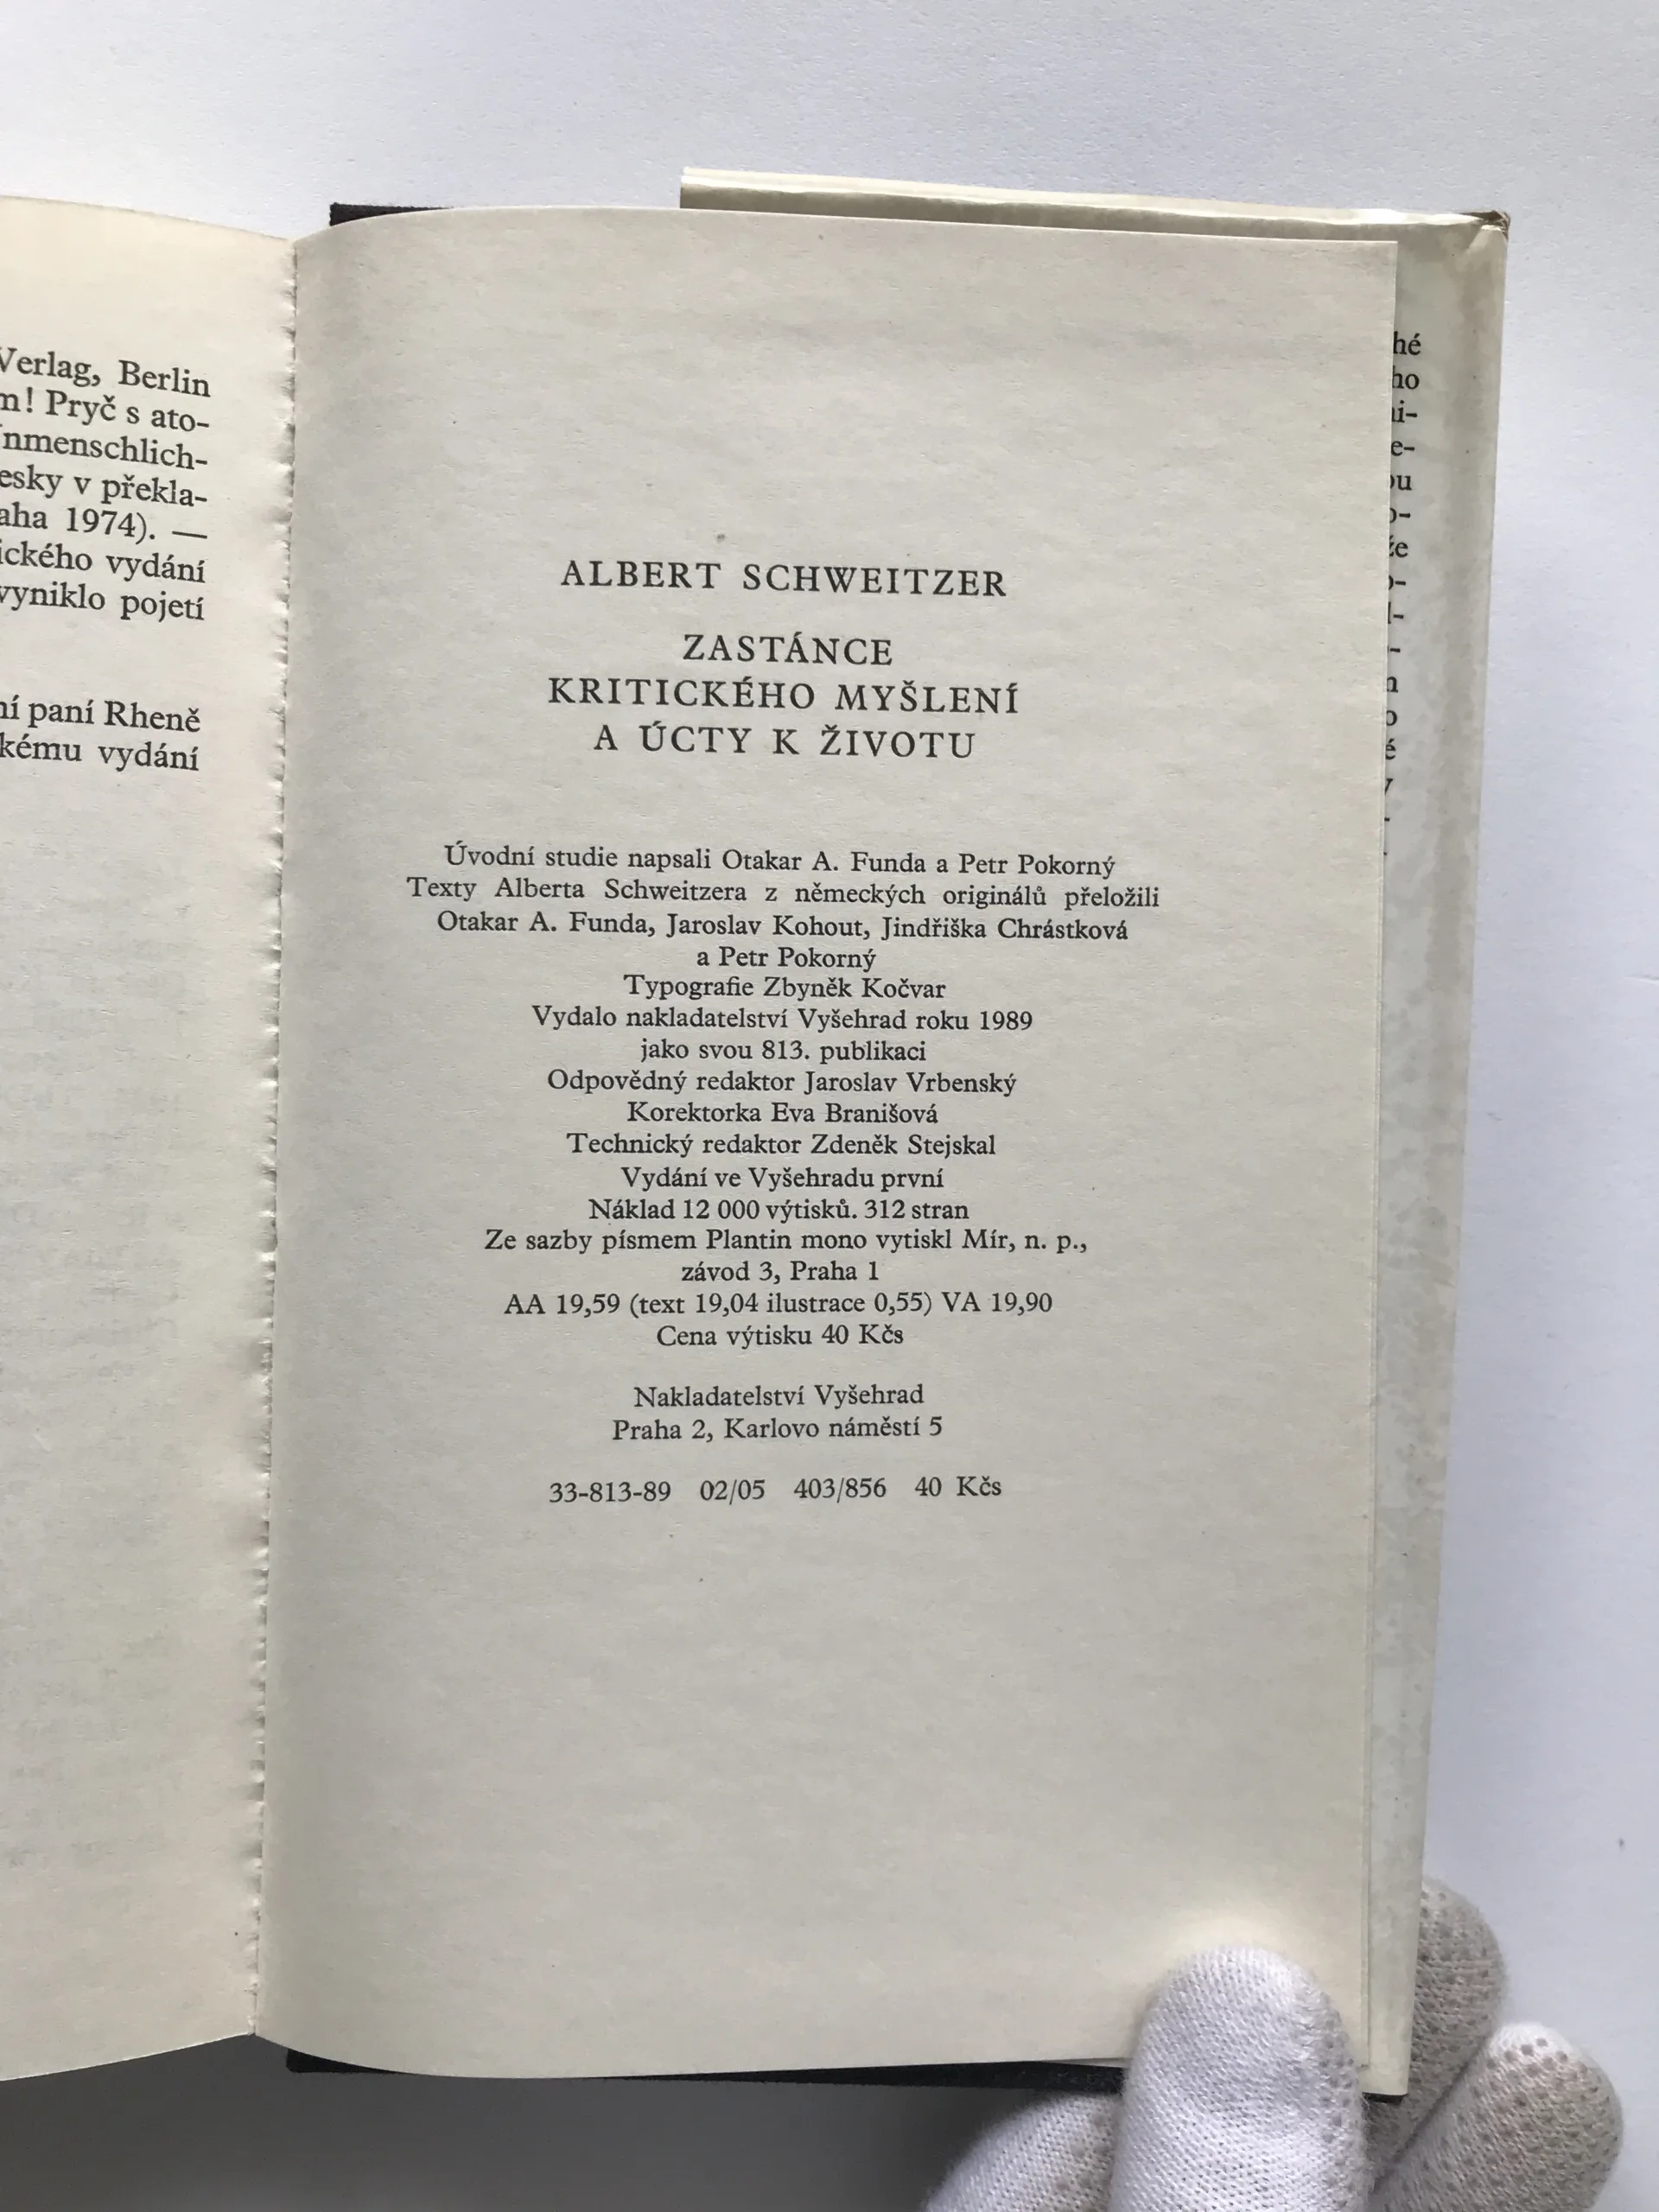 Verlag, Berlin
Pryč s ato-
esky v překla-
1974). —
vydání
vyniklo pojetí
paní Rheně
vydání
ALBERT SCHWEITZER
ZASTÁNCE
KRITICKÉHO MYŠLENÍ
A ÚCTY K ŽIVOTU
Úvodní studie napsali Otakar A. Funda a Petr Pokorný
Texty Alberta Schweitzera z německých originálů přeložili
Otakar A. Funda, Jaroslav Kohout, Jindřiška Chrástková
a Petr Pokorný
Typografie Zbyněk Kočvar
Vydalo nakladatelství Vyšehrad roku 1989
jako svou 813. publikaci
Odpovědný redaktor Jaroslav Vrbenský
Korektorka Eva Branišová
Technický redaktor Zdeněk Stejskal
Vydání ve Vyšehradu první
Náklad 12 000 výtisků. 312 stran
Ze sazby písmem Plantin mono vytiskl Mír, n. p.,
závod 3, Praha 1
AA 19,59 (text 19,04 ilustrace 0,55) VA 19,90
Cena výtisku 40 Kčs
Nakladatelství Vyšehrad
Praha 2, Karlovo náměstí 5
33-813-89 02/05 403/856 40 Kčs